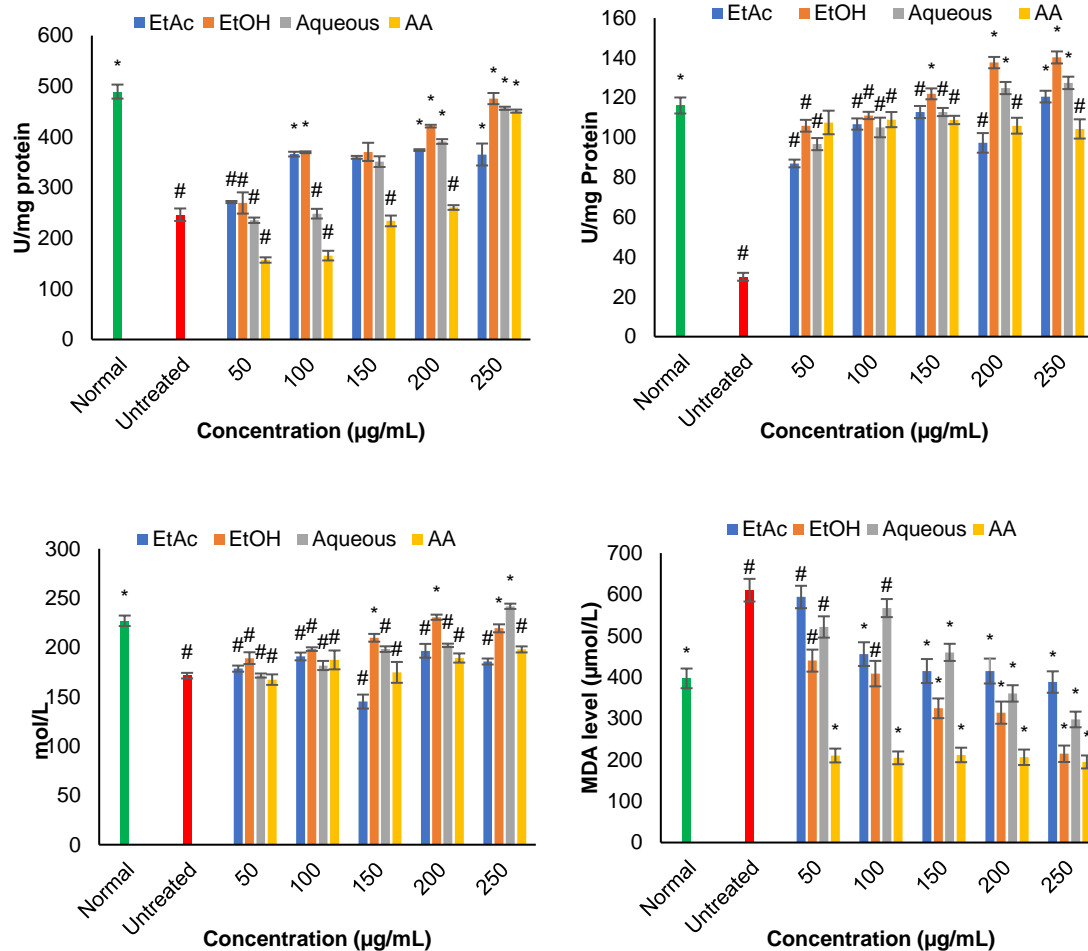 EtAc EtOH Aqueous AA
600
500
400
300
200
100
0
U/mg protein
* # # # # # * * # # # * * * # * * * *
Normal Untreated 50 100 150 200 250
Concentration (µg/mL)
EtAc EtOH Aqueous AA
160
140
120
100
80
60
40
20
0
U/mg Protein
* # # # # # # # # # * # # # * * # * * * #
Normal Untreated 50 100 150 200 250
Concentration (µg/mL)
EtAc EtOH Aqueous AA
300
250
200
150
100
50
0
mol/L
* # # # # # # # # # # * # # # * # # # * * #
Normal Untreated 50 100 150 200 250
Concentration (µg/mL)
EtAc EtOH Aqueous AA
700
600
500
400
300
200
100
0
MDA level (µmol/L)
* # # # # * * # # * * * * * * * * * * * * *
Normal Untreated 50 100 150 200 250
Concentration (µg/mL)